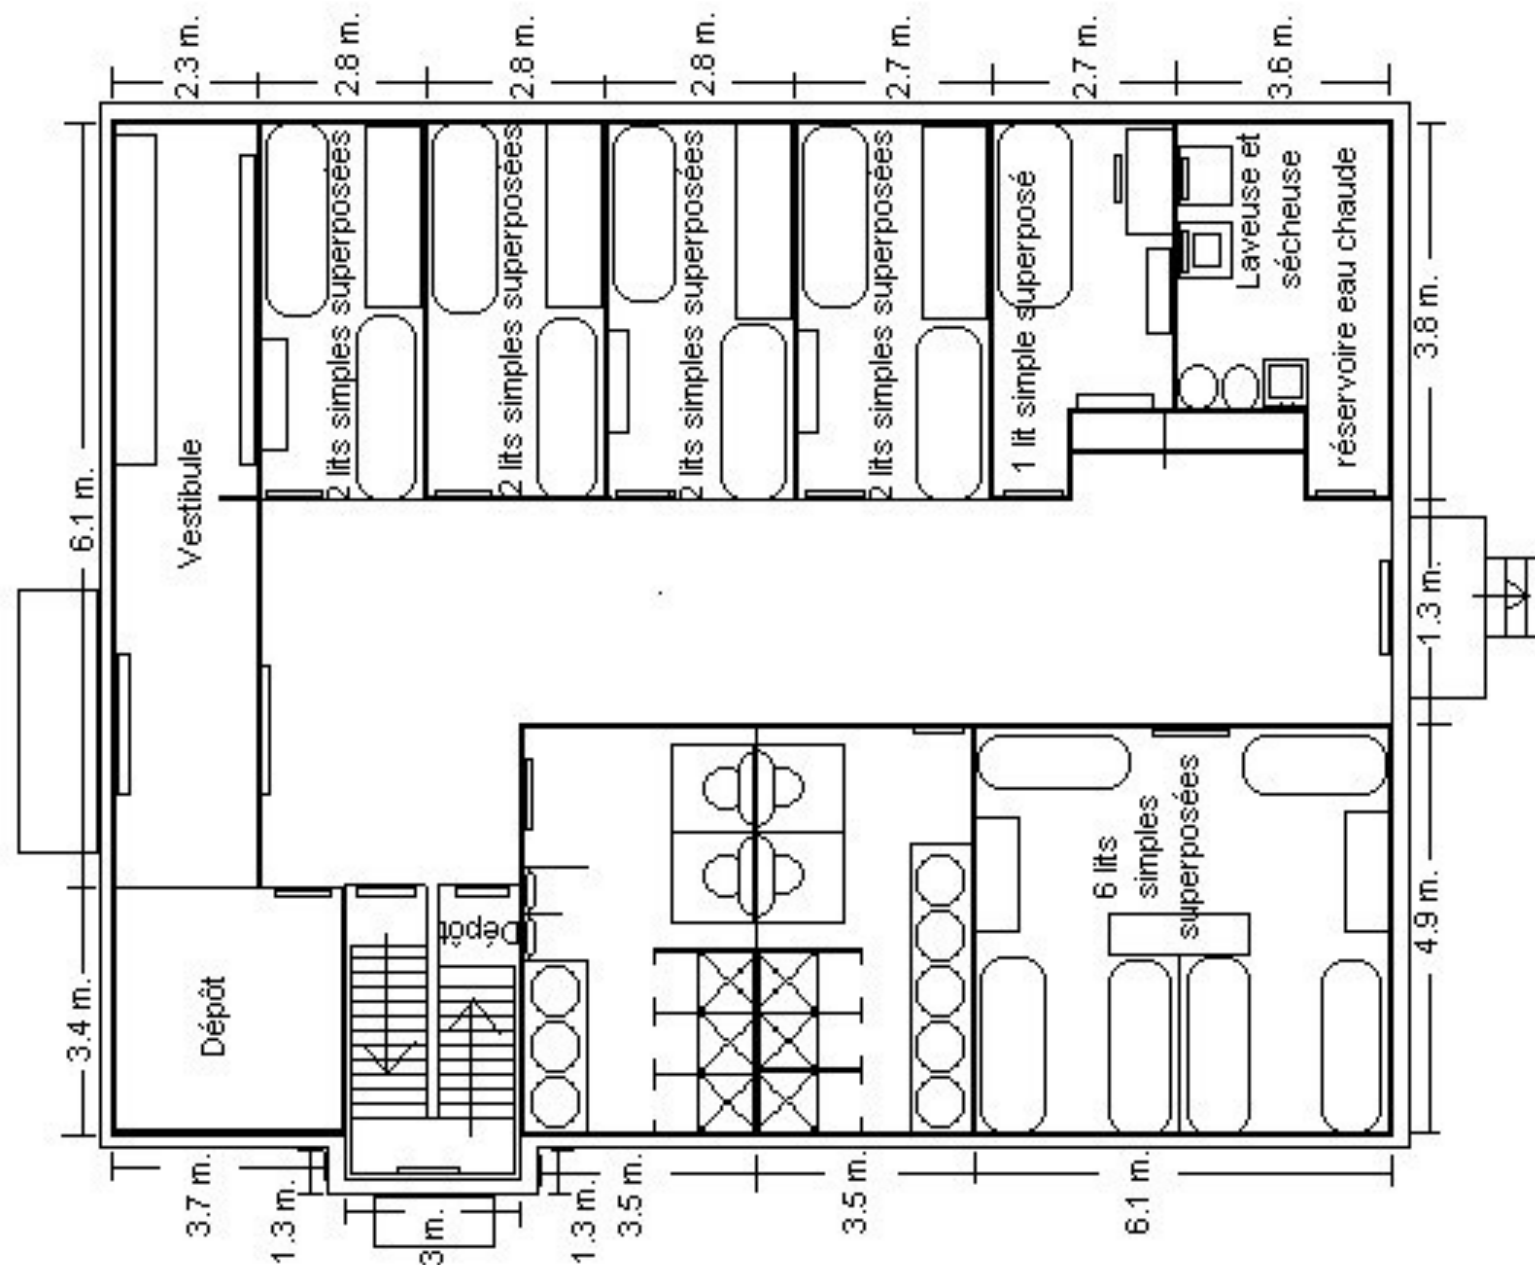 2.3 m.
2.8 m.
2.8 m.
2.8 m.
2.7 m.
2.7 m.
3.6 m.
6.1 m.
3.4 m.
Vestibule
2 lits simples superposées
2 lits simples superposées
2 lits simples superposées
2 lits simples superposées
1 lit simple superposé
Laveuse et
sécheuse
réservoire eau chaude
3.8 m.
1.3 m.
4.9 m.
Dépôt
Dépôt
6 lits
simples
superposées
3.7 m.
1.3 m.
3 m.
1.3 m.
3.5 m.
3.5 m.
6.1 m.